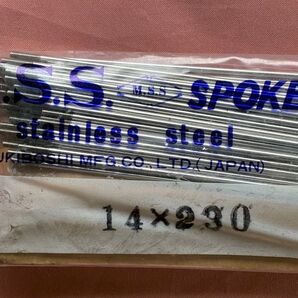 .S.S. M.S.S SPOKE
stainless steel
UKIBOSHI MFG CO., LTD.(JAPAN)
14×230